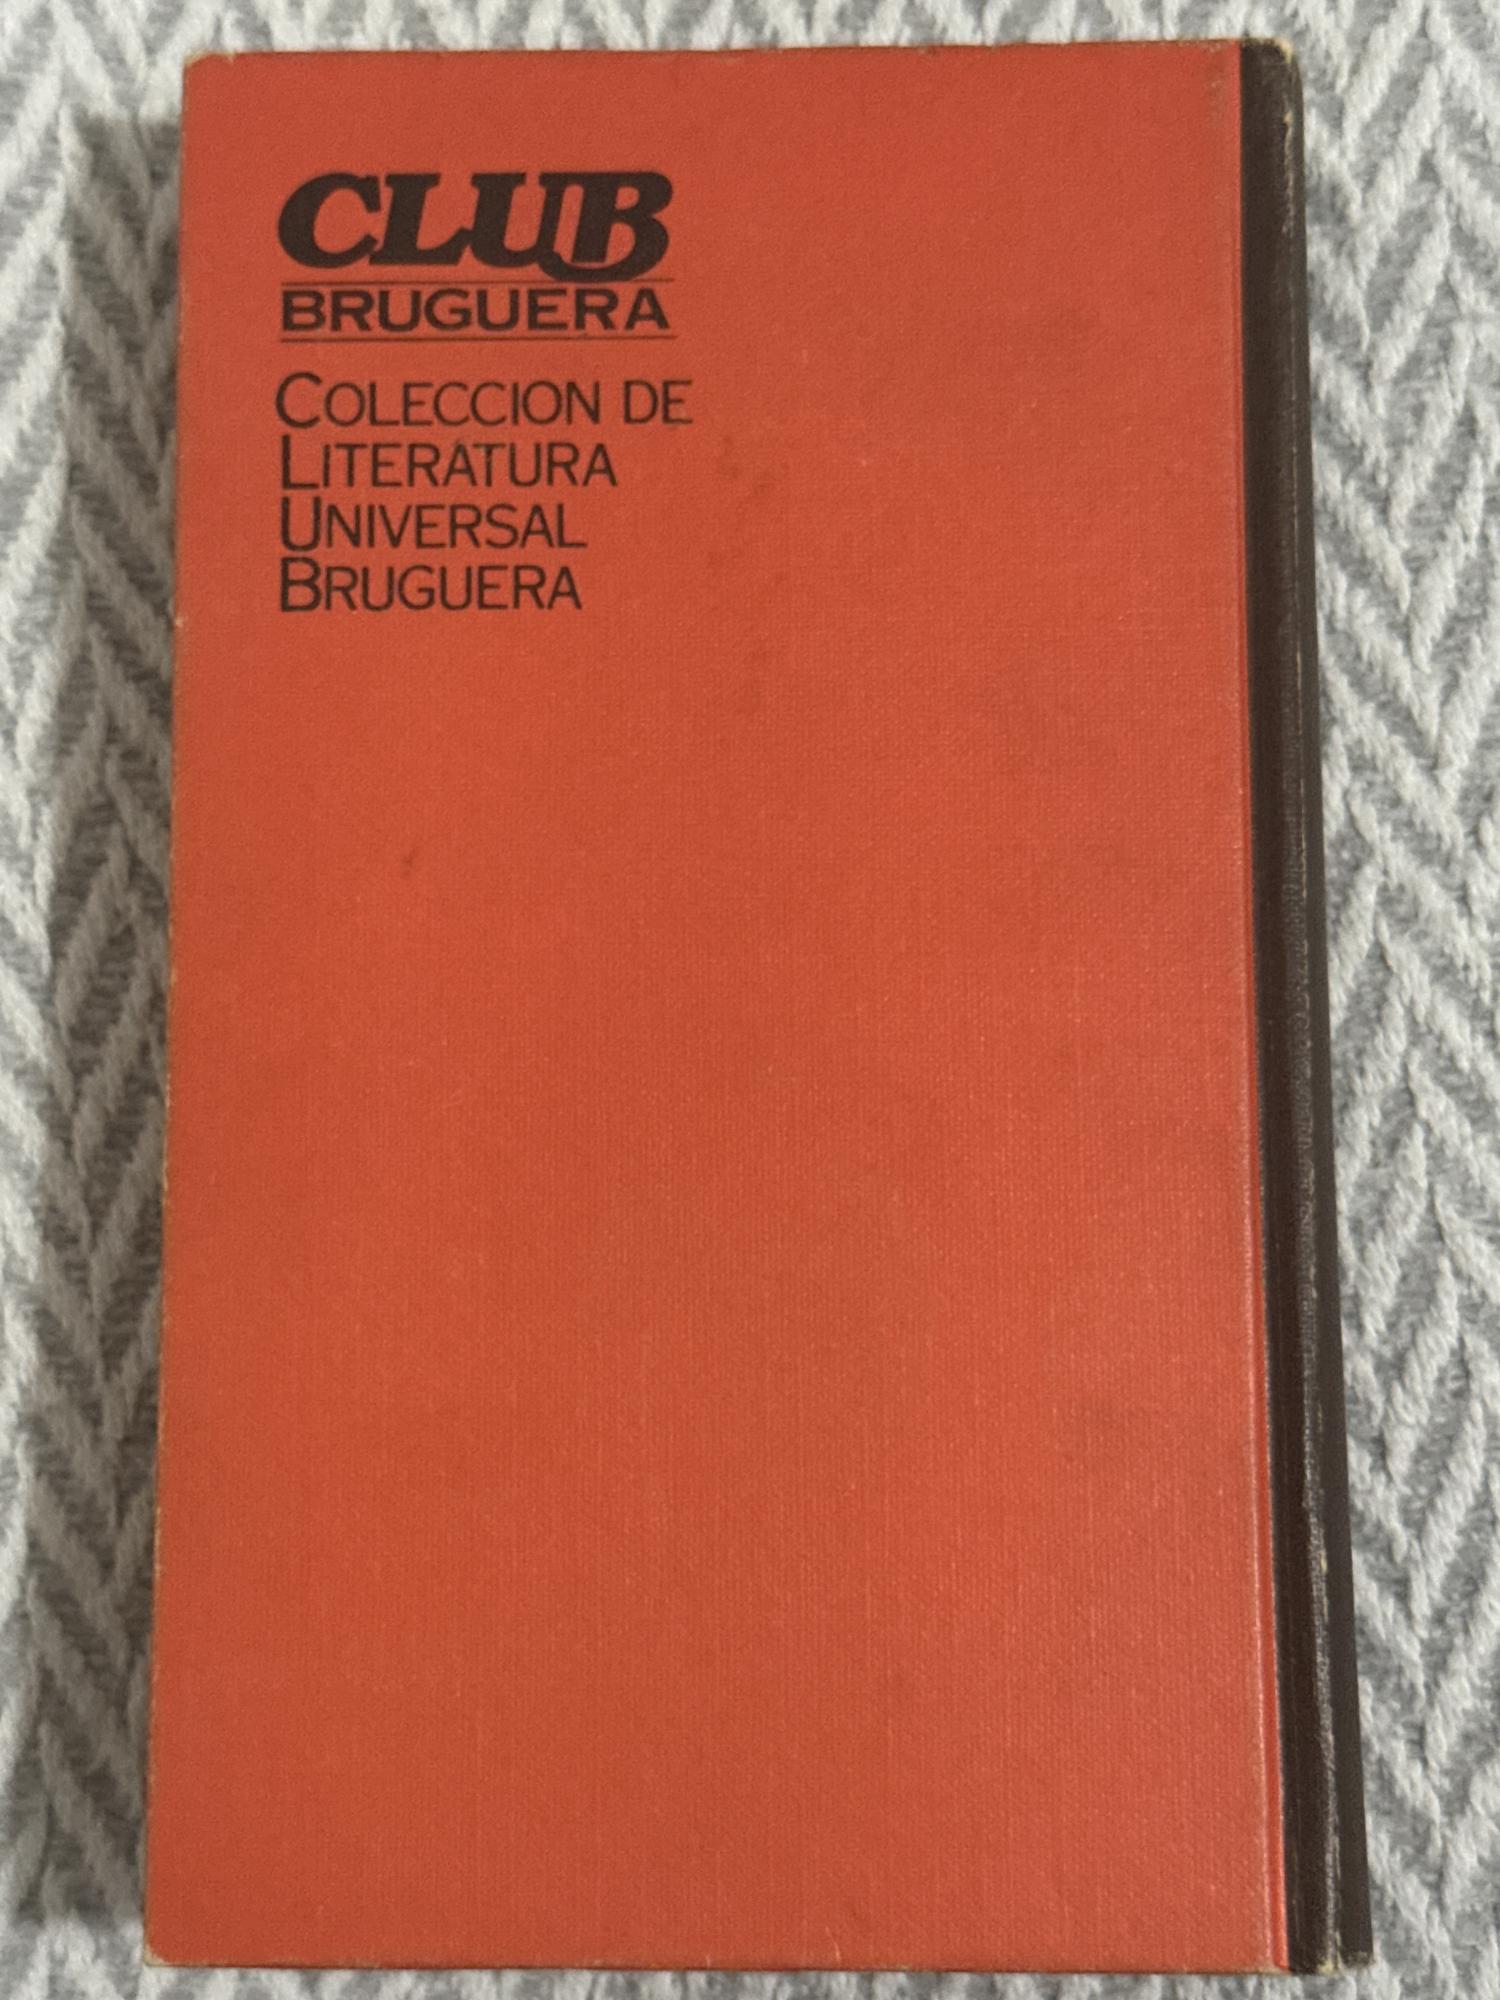 CLUB
BRUGUERA
COLECCION DE
LITERATURA
UNIVERSAL
BRUGUERA